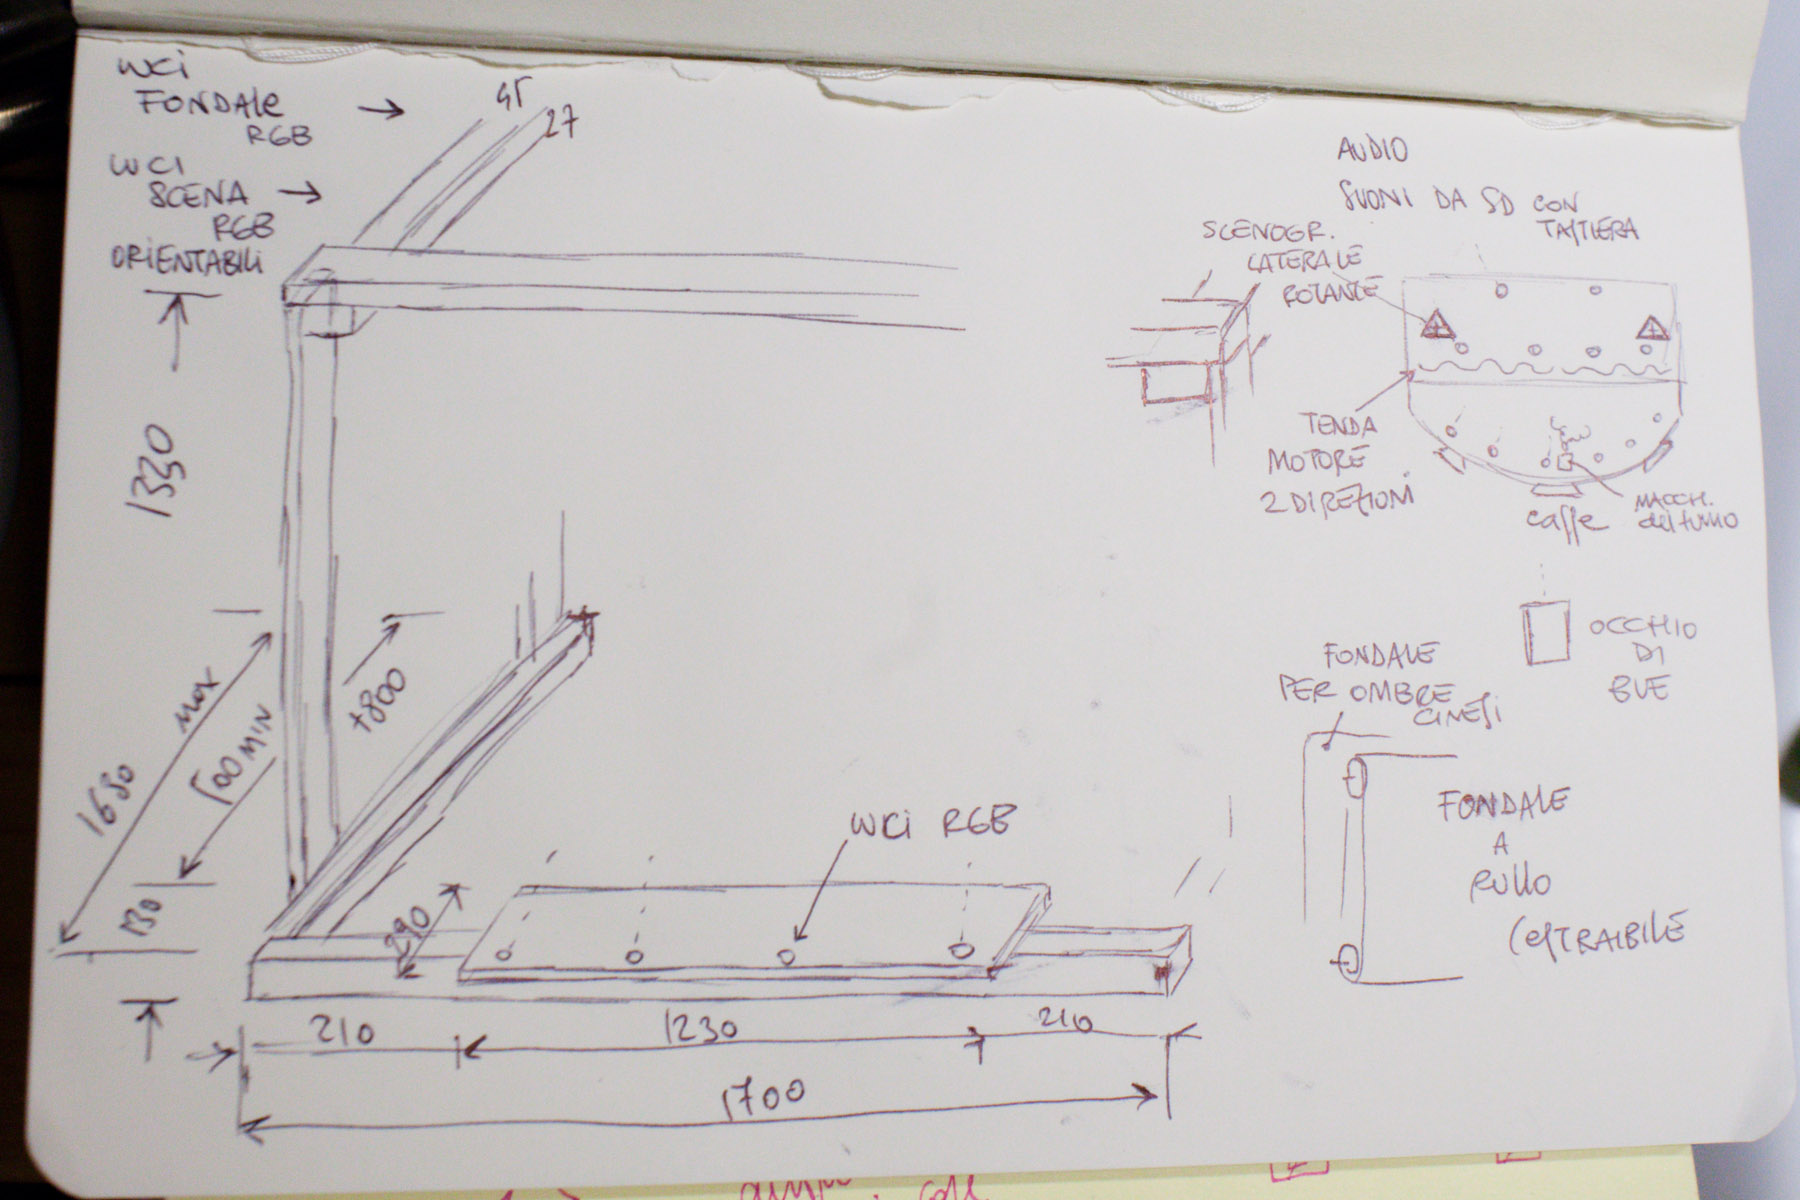 WCI
FONDALE
RGB
45
27
WCI
SCENA
RGB
ORIENTABILI
1330
1680
MAX
500 MIN
+800
130
290
WCI RGB
210
1230
210
1700
AUDIO
SUONI DA SD CON
TASTIERA
SCENOGR.
LATERALE
ROTANTE
TENDA
MOTORE
2 DIREZIONI
caffe
MACCH.
del fumo
OCCHIO
DI
BUE
FONDALE
PER OMBRE
CINESI
FONDALE
A
RULLO
(ESTRAIBILE